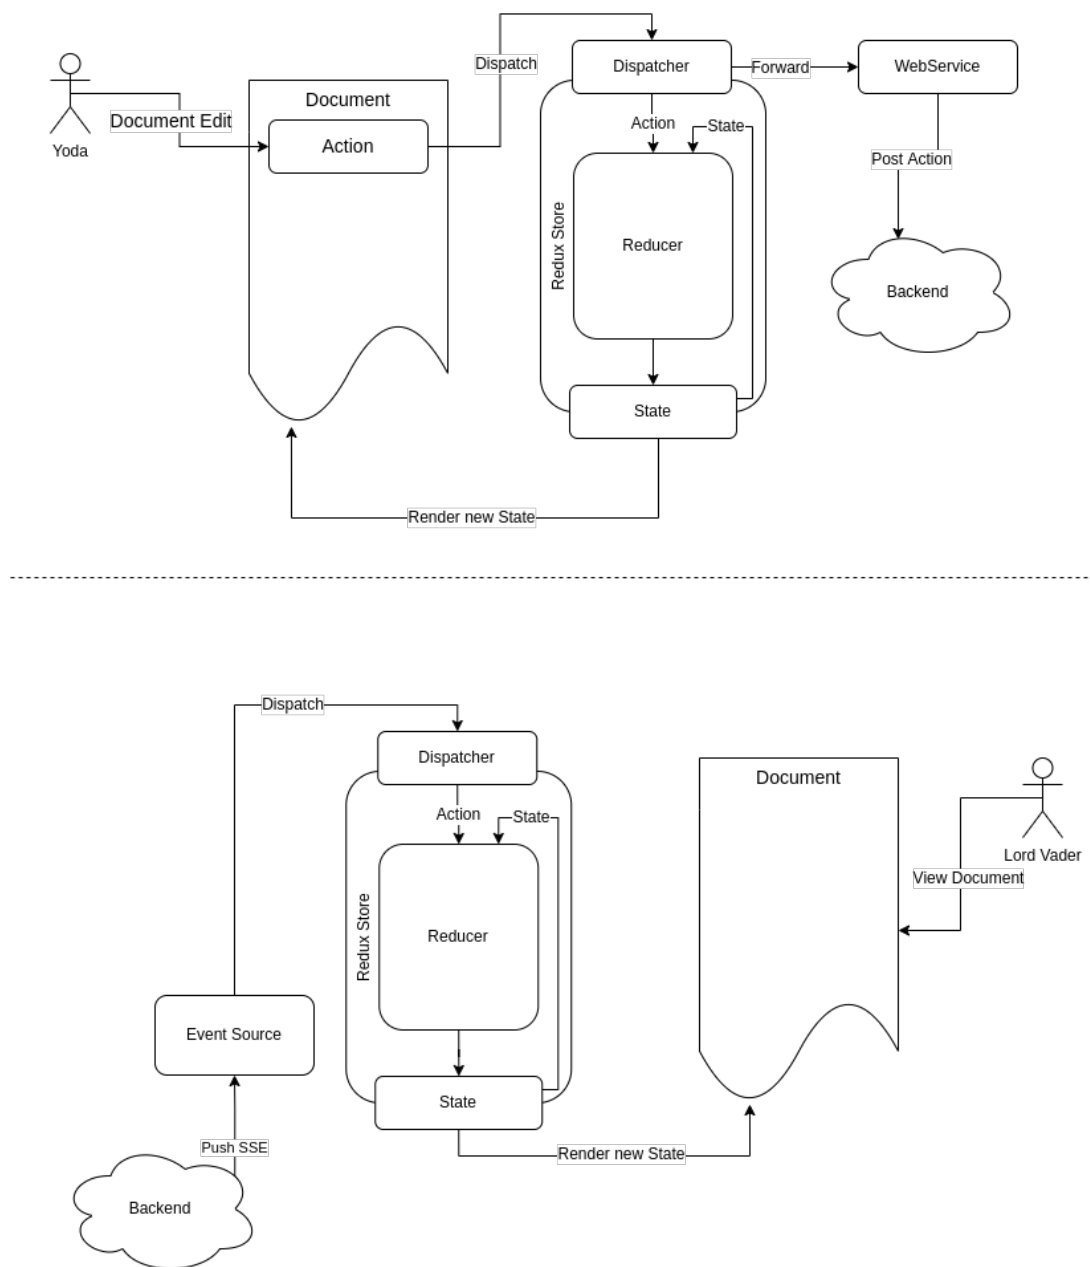 Dispatch
Dispatcher
Forward
WebService
Document
Document Edit
Action
Yoda
Action
State
Post Action
Redux Store
Reducer
Backend
State
Render new State
Dispatch
Dispatcher
Document
Action
State
Lord Vader
View Document
Redux Store
Reducer
Event Source
State
Push SSE
Render new State
Backend